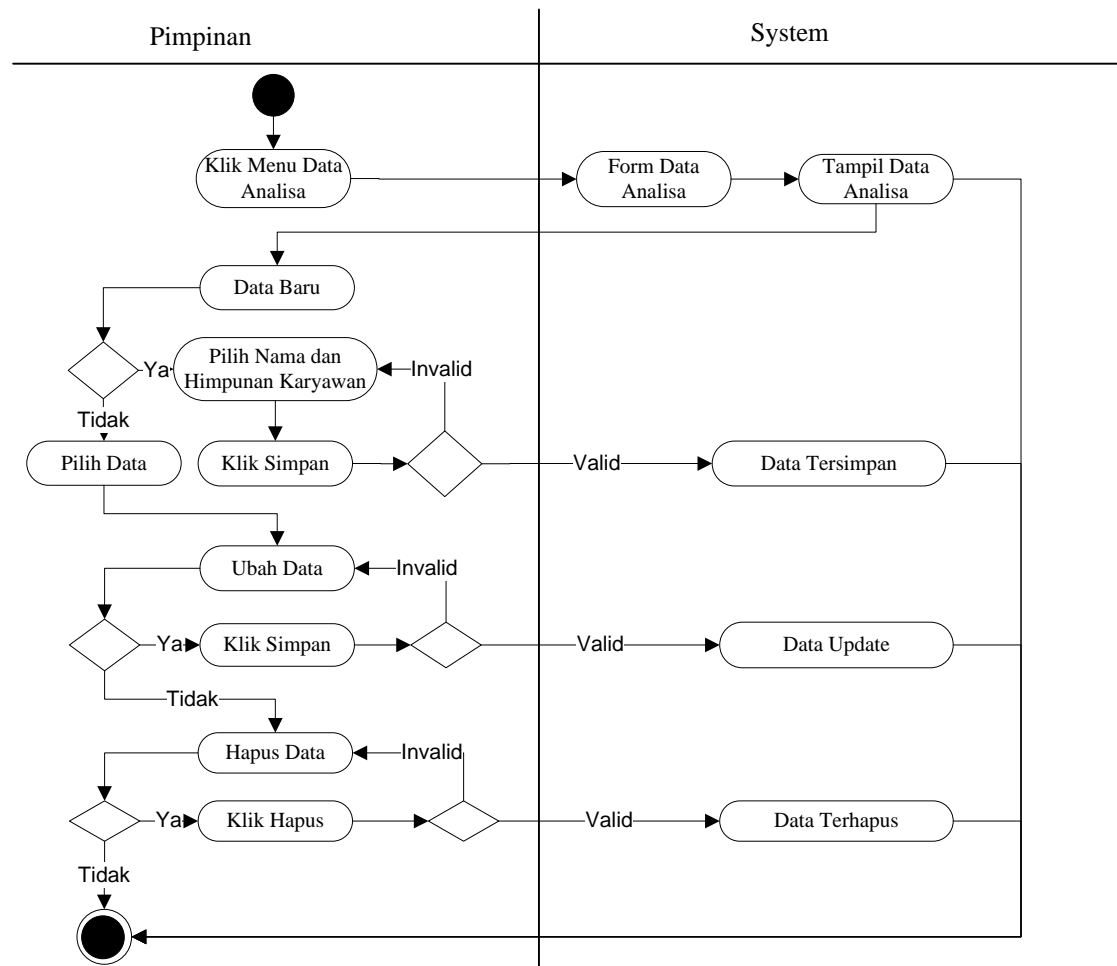 Pimpinan
System
Klik Menu Data
Analisa
Form Data
Analisa
Tampil Data
Analisa
Data Baru
Ya
Pilih Nama dan
Himpunan Karyawan
Invalid
Tidak
Pilih Data
Klik Simpan
Valid
Data Tersimpan
Ubah Data
Invalid
Ya
Klik Simpan
Valid
Data Update
Tidak
Hapus Data
Invalid
Ya
Klik Hapus
Valid
Data Terhapus
Tidak